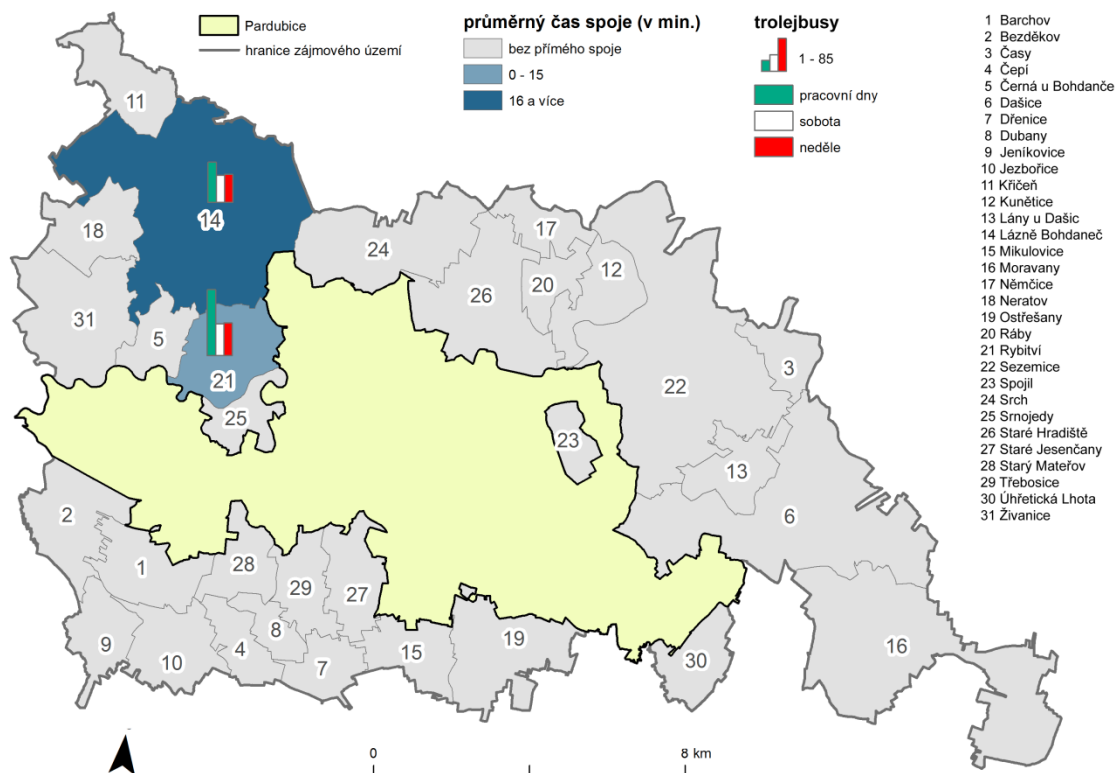 Pardubice
hranice zájmového území
průměrný čas spoje (v min.)
bez přímého spoje
0 - 15
16 a více
trolejbusy
1 - 85
pracovní dny
sobota
neděle
1 Barchov
2 Bezděkov
3 Časy
4 Čepí
5 Černá u Bohdanče
6 Dašice
7 Dřenice
8 Dubany
9 Jeníkovice
10 Jezbořice
11 Křičeň
12 Kunětice
13 Lány u Dašic
14 Lázně Bohdaneč
15 Mikulovice
16 Moravany
17 Němčice
18 Neratov
19 Ostřešany
20 Ráby
21 Rybitví
22 Sezemice
23 Spojil
24 Srch
25 Srnojedy
26 Staré Hradiště
27 Staré Jesenčany
28 Starý Mateřov
29 Třebosice
30 Úhřetická Lhota
31 Živanice
11
14
18
24
17
12
20
26
31
5
21
3
22
25
23
13
2
6
1
28
29
27
8
9
10
4
7
15
19
30
16
0
8 km